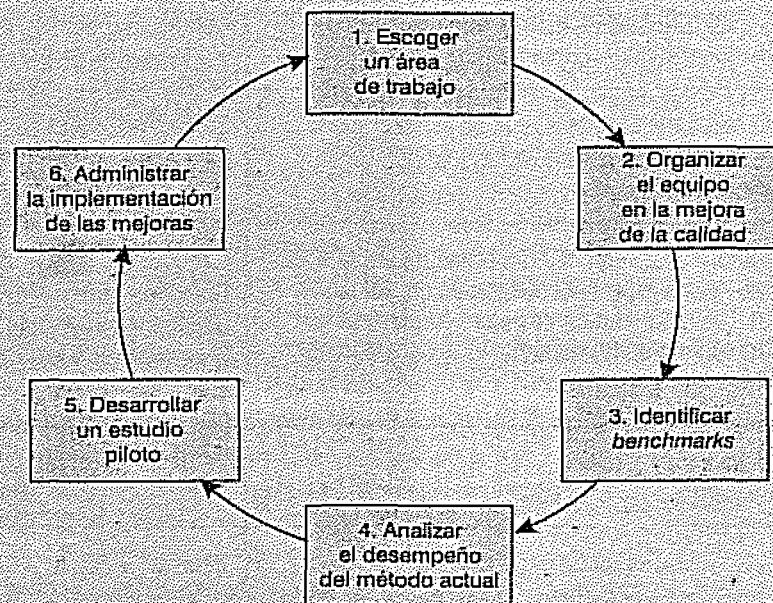 1. Escoger
un área
de trabajo
2. Organizar
el equipo
en la mejora
de la calidad
3. Identificar
benchmarks
4. Analizar
el desempeño
del método actual
5. Desarrollar
un estudio
piloto
6. Administrar
la implementación
de las mejoras